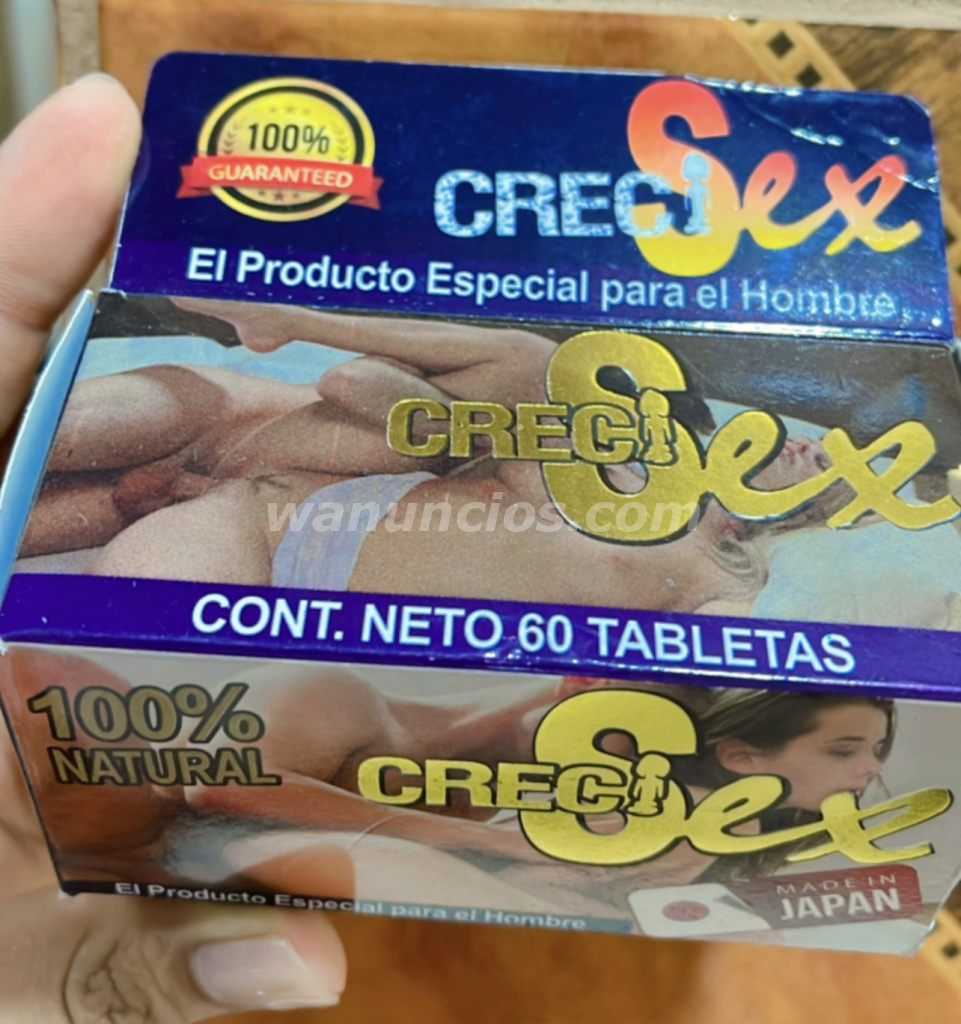 100%
GUARANTEED
CRECiSex
El Producto Especial para el Hombre
CRECiSex
wanuncios.com
CONT. NETO 60 TABLETAS
100%
NATURAL
CRECiSex
El Producto Especial para el Hombre
MADE IN
JAPAN